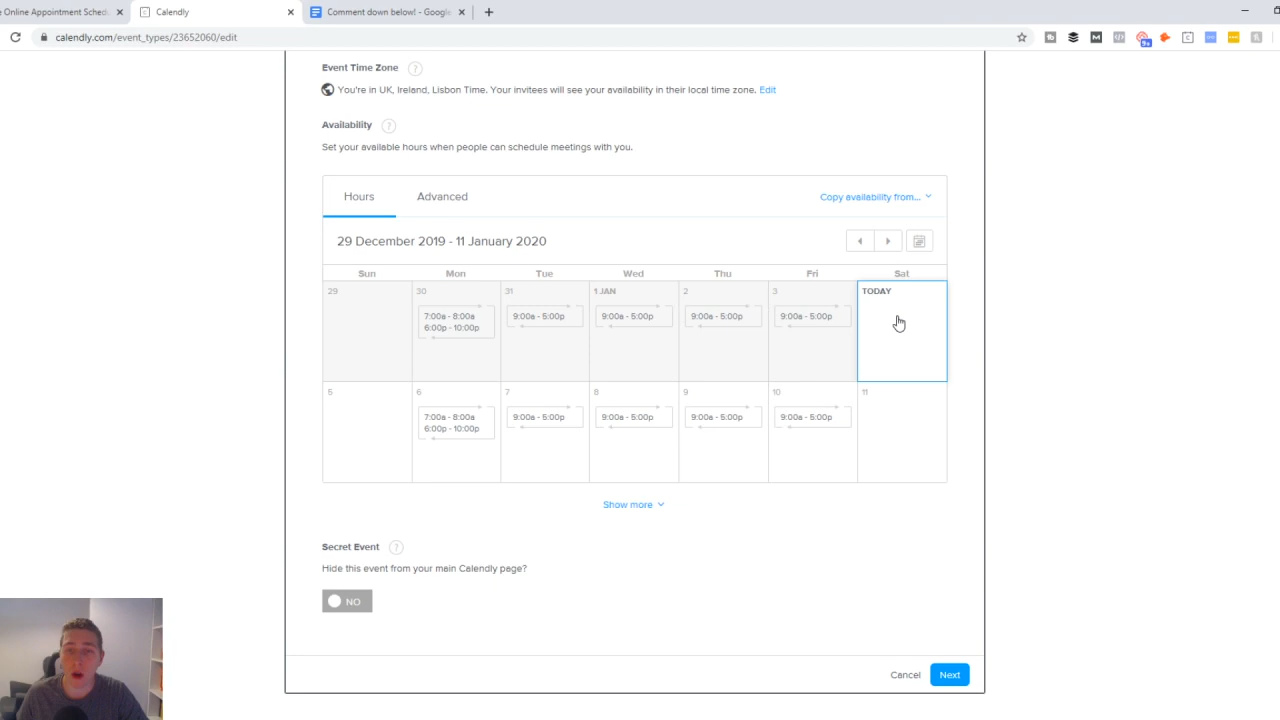 e Online Appointment Schedu
Calendly
Comment down below! - Google
calendly.com/event_types/23652060/edit
9+
Event Time Zone ?
You're in UK, Ireland, Lisbon Time. Your invitees will see your availability in their local time zone. Edit
Availability ?
Set your available hours when people can schedule meetings with you.
Hours Advanced Copy availability from...
29 December 2019 - 11 January 2020
Sun Mon Tue Wed Thu Fri Sat
29 30 31 1 JAN 2 3 TODAY
7:00a - 8:00a 9:00a - 5:00p 9:00a - 5:00p 9:00a - 5:00p 9:00a - 5:00p
6:00p - 10:00p
5 6 7 8 9 10 11
7:00a - 8:00a 9:00a - 5:00p 9:00a - 5:00p 9:00a - 5:00p 9:00a - 5:00p
6:00p - 10:00p
Show more
Secret Event ?
Hide this event from your main Calendly page?
NO
Cancel Next